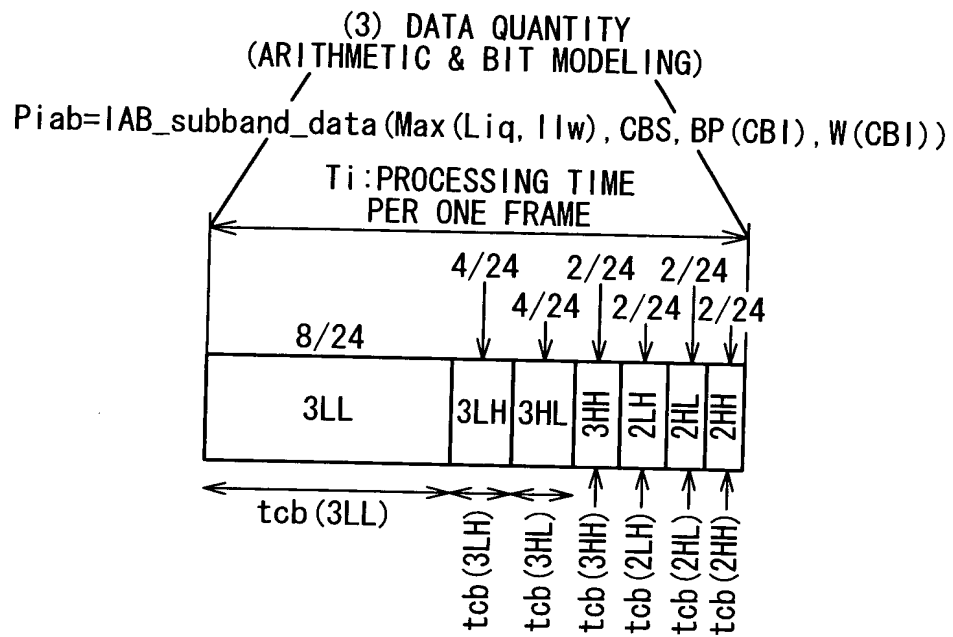 (3) DATA QUANTITY
(ARITHMETIC & BIT MODELING)
Piab=IAB_subband_data(Max(Liq, Ilw), CBS, BP(CBI), W(CBI))
Ti:PROCESSING TIME
PER ONE FRAME
4/24 2/24 2/24
4/24 2/24 2/24
8/24
3LL 3LH 3HL 3HH 2LH 2HL 2HH
tcb(3LL)
tcb(3LH)
tcb(3HL)
tcb(3HH)
tcb(2LH)
tcb(2HL)
tcb(2HH)